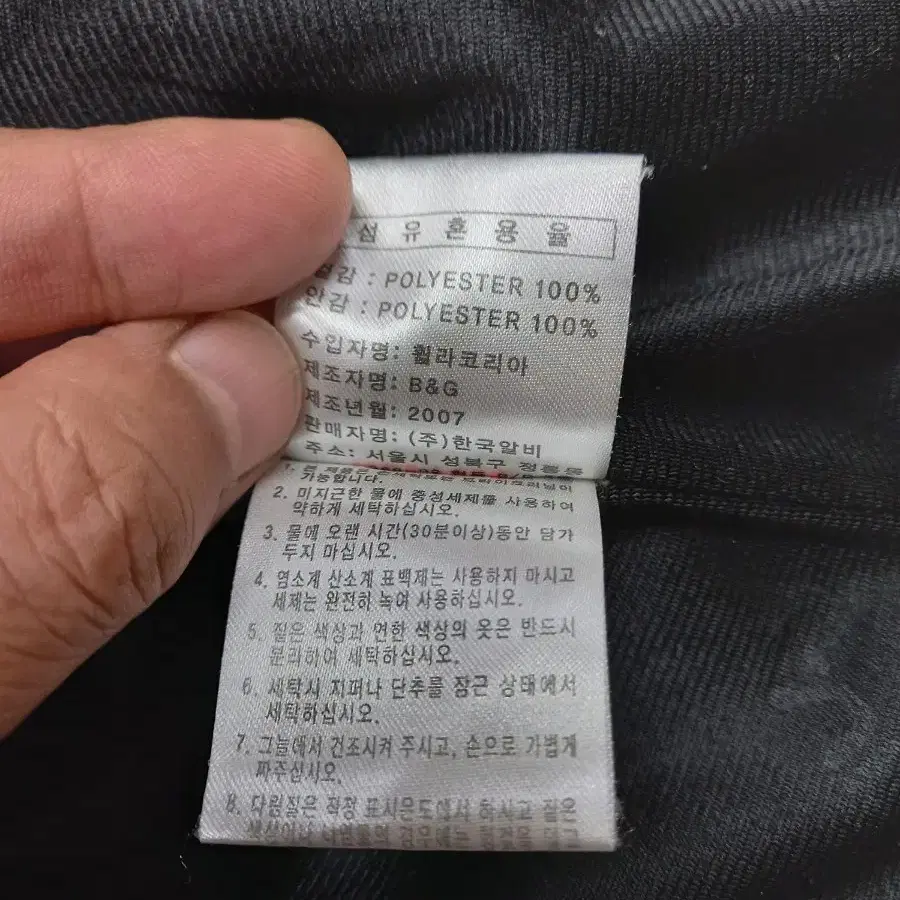 섬유혼용율
겉감 : POLYESTER 100%
안감 : POLYESTER 100%
수입자명: 휠라코리아
제조자명: B&G
제조년월: 2007
판매자명: (주)한국알비
주소: 서울시 성북구 정릉동
1. 본 제품은
가능합니다.
2. 미지근한 물에 중성세제를 사용하여
약하게 세탁하십시오.
3. 물에 오랜 시간(30분이상)동안 담가
두지 마십시오.
4. 염소계 산소계 표백제는 사용하지 마시고
세제는 완전히 녹여 사용하십시오.
5. 짙은 색상과 연한 색상의 옷은 반드시
분리하여 세탁하십시오.
6. 세탁시 지퍼나 단추를 잠근 상태에서
세탁하십시오.
7. 그늘에서 건조시켜 주시고, 손으로 가볍게
짜주십시오.
8. 다림질은 적정 표시온도에서 하시고 짙은